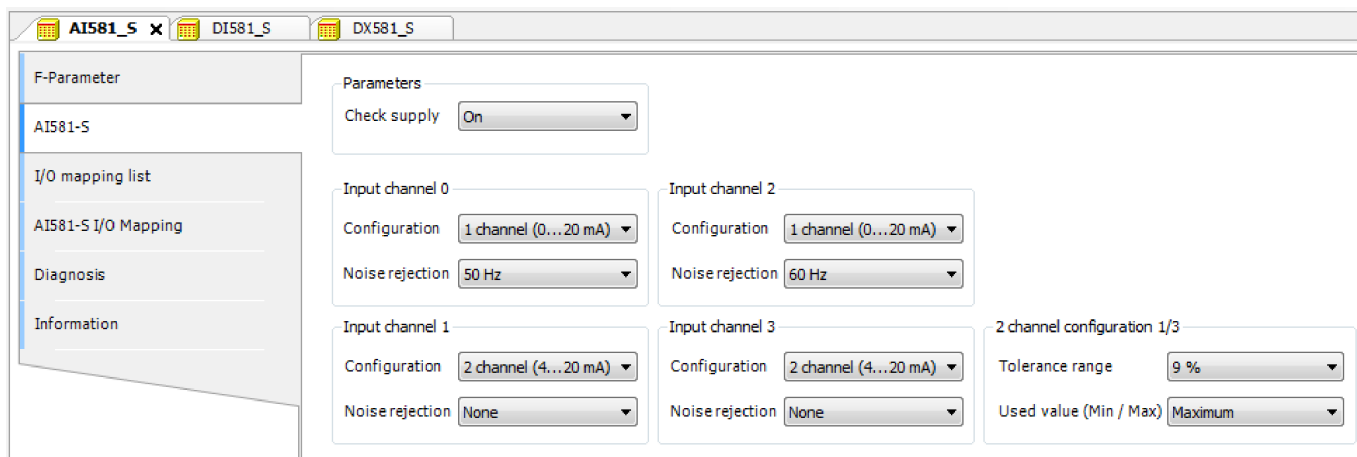 AI581_S DI581_S DX581_S
F-Parameter
AI581-S
I/O mapping list
AI581-S I/O Mapping
Diagnosis
Information
Parameters
Check supply On
Input channel 0
Configuration 1 channel (0...20 mA)
Noise rejection 50 Hz
Input channel 2
Configuration 1 channel (0...20 mA)
Noise rejection 60 Hz
Input channel 1
Configuration 2 channel (4...20 mA)
Noise rejection None
Input channel 3
Configuration 2 channel (4...20 mA)
Noise rejection None
2 channel configuration 1/3
Tolerance range 9 %
Used value (Min / Max) Maximum